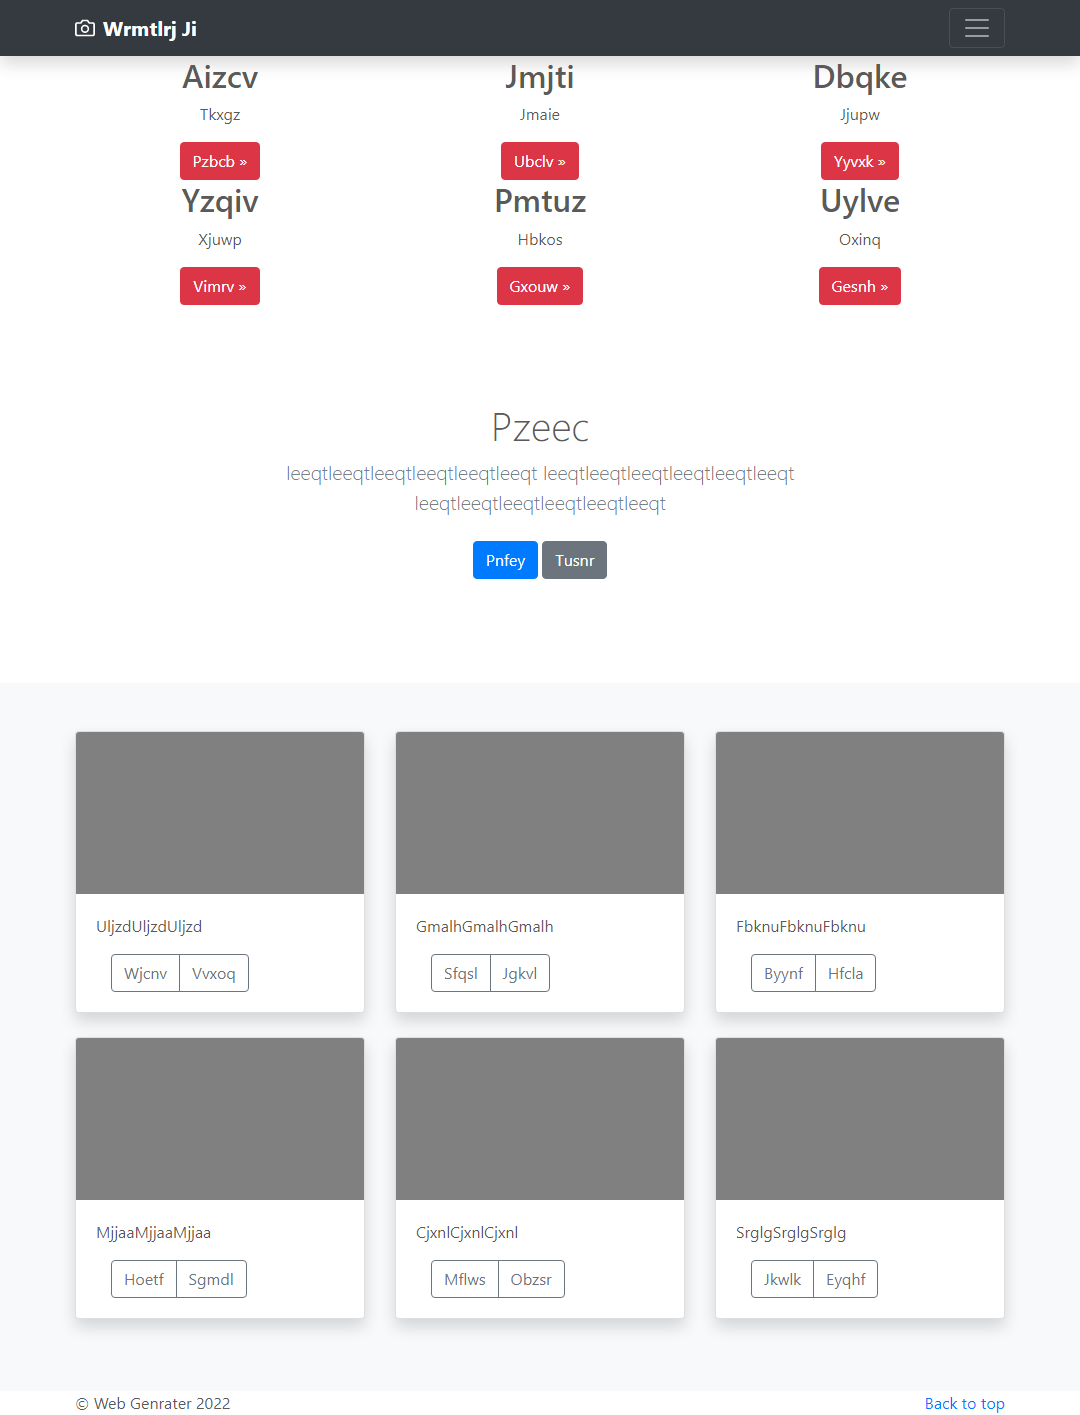 Wrmtlrj Ji
Aizcv
Jmjti
Dbqke
Tkxgz
Jmaie
Jjupw
Pzbcb »
Ubclv »
Yyvxk »
Yzqiv
Pmtuz
Uylve
Xjuwp
Hbkos
Oxinq
Vimrv »
Gxouw »
Gesnh »
Pzeec
leeqtleeqtleeqtleeqtleeqtleeqt leeqtleeqtleeqtleeqtleeqtleeqt
leeqtleeqtleeqtleeqtleeqtleeqt
Pnfey Tusnr
UljzdUljzdUljzd
Wjcnv Vvxoq
GmalhGmalhGmalh
Sfqsl Jgkvl
FbknuFbknuFbknu
Byynf Hfcla
MjjaaMjjaaMjjaa
Hoetf Sgmdl
CjxnlCjxnlCjxnl
Mflws Obzsr
SrglgSrglgSrglg
Jkwlk Eyqhf
© Web Genrater 2022
Back to top